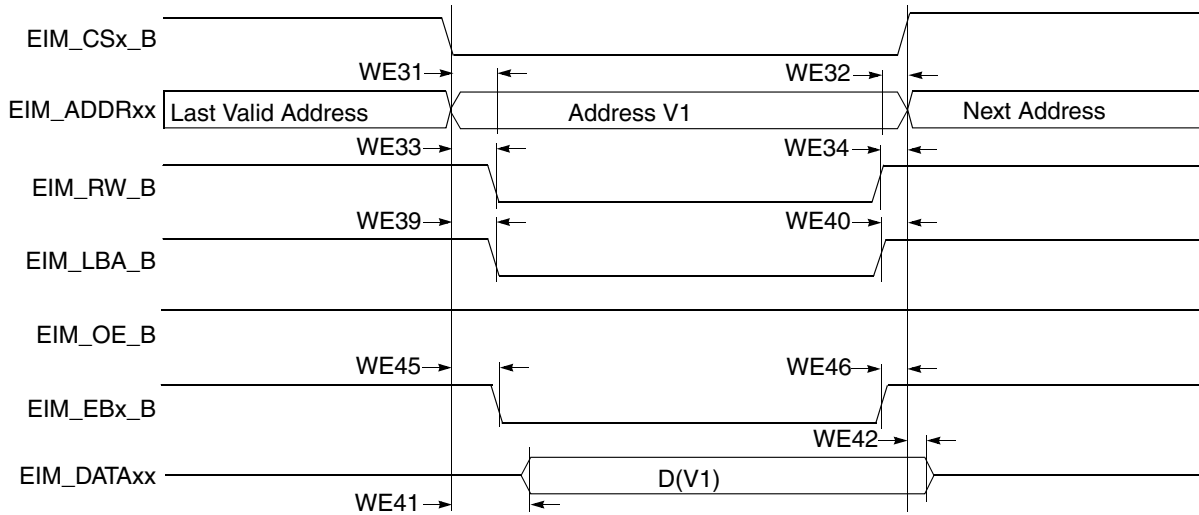 EIM_CSx_B
WE31
WE32
EIM_ADDRxx
Last Valid Address
Address V1
Next Address
WE33
WE34
EIM_RW_B
WE39
WE40
EIM_LBA_B
EIM_OE_B
WE45
WE46
EIM_EBx_B
WE42
EIM_DATAxx
D(V1)
WE41